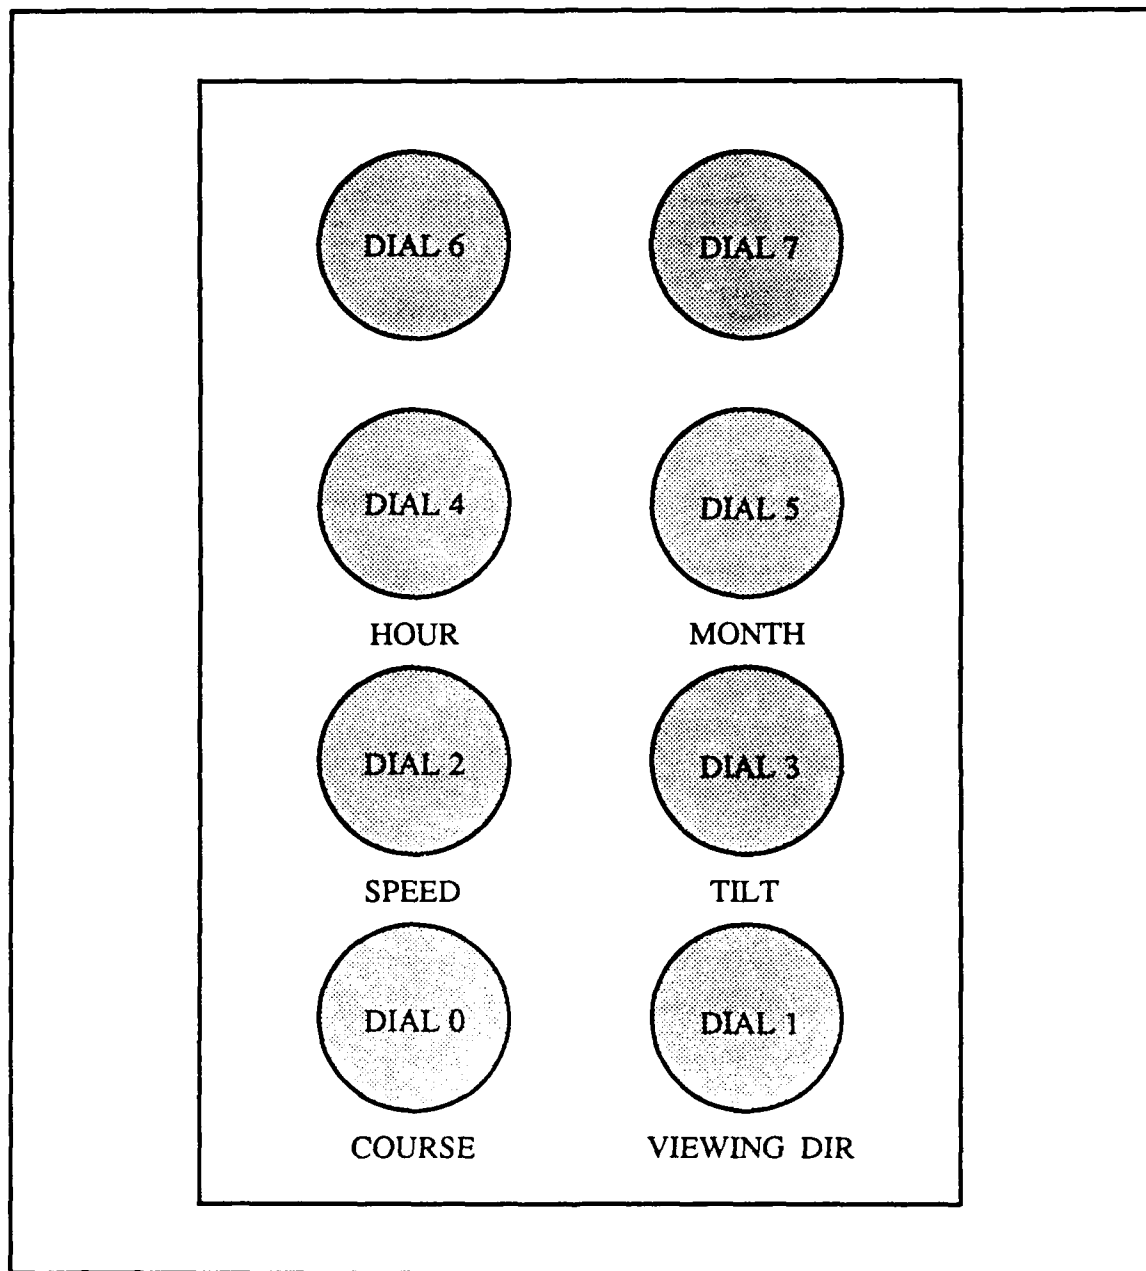 DIAL 6 DIAL 7
DIAL 4 DIAL 5
HOUR MONTH
DIAL 2 DIAL 3
SPEED TILT
DIAL 0 DIAL 1
COURSE VIEWING DIR